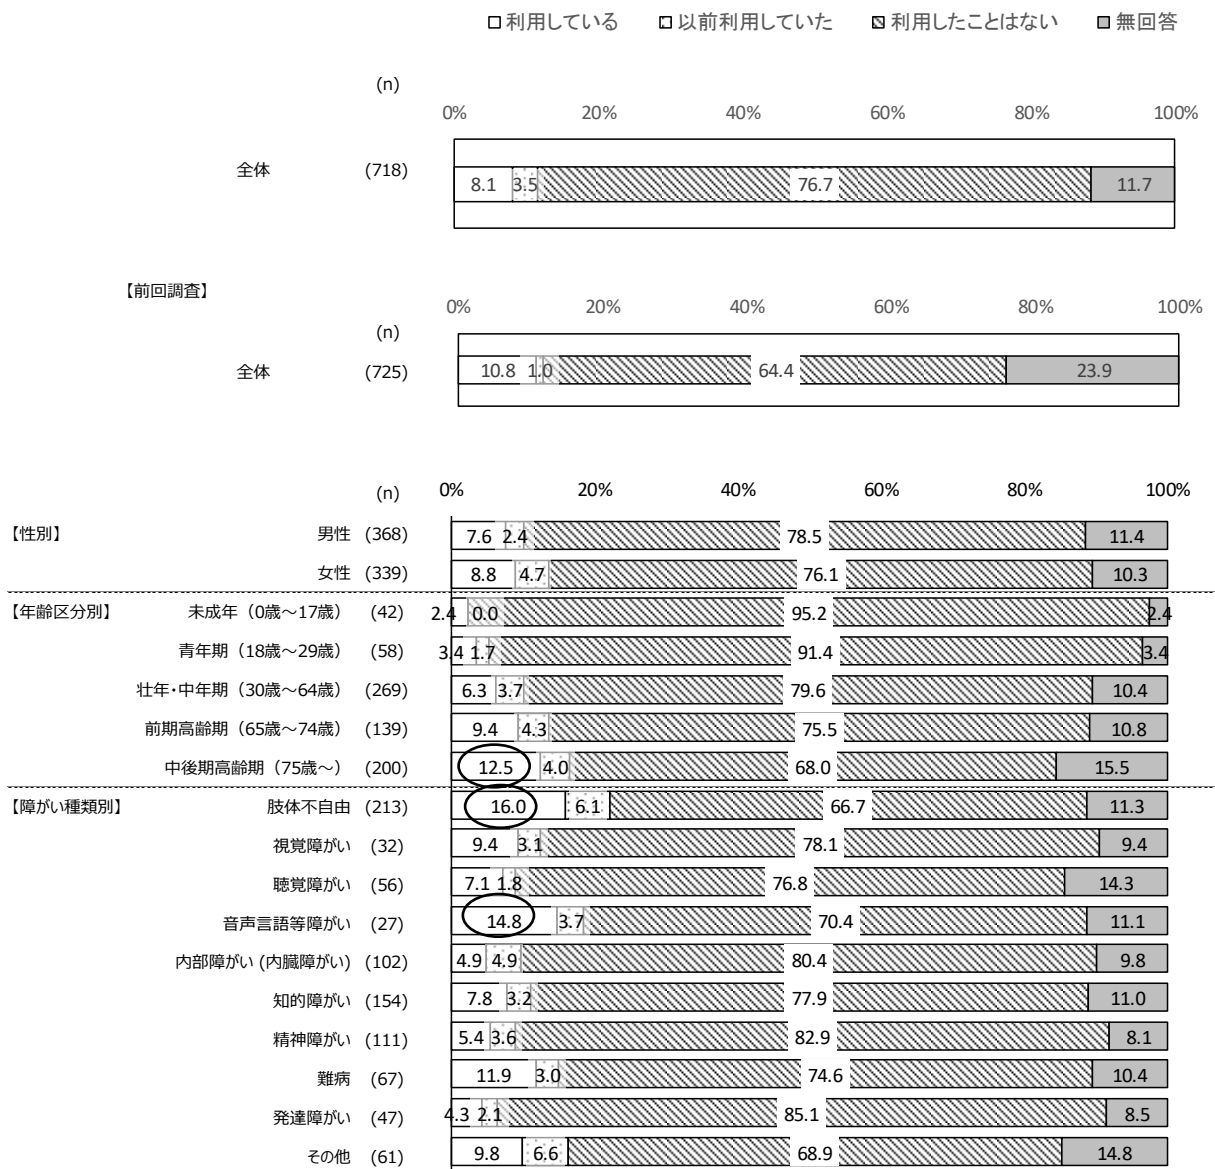 利用している 以前利用していた 利用したことはない 無回答
(n)
0% 20% 40% 60% 80% 100%
全体 (718) 8.1 3.5 76.7 11.7
【前回調査】
0% 20% 40% 60% 80% 100%
(n)
全体 (725) 10.8 1.0 64.4 23.9
(n) 0% 20% 40% 60% 80% 100%
【性別】 男性 (368) 7.6 2.4 78.5 11.4
女性 (339) 8.8 4.7 76.1 10.3
【年齢区分別】 未成年（0歳～17歳） (42) 2.4 0.0 95.2 2.4
青年期（18歳～29歳） (58) 3.4 1.7 91.4 3.4
壮年・中年期（30歳～64歳） (269) 6.3 3.7 79.6 10.4
前期高齢期（65歳～74歳） (139) 9.4 4.3 75.5 10.8
中後期高齢期（75歳～） (200) 12.5 4.0 68.0 15.5
【障がい種類別】 肢体不自由 (213) 16.0 6.1 66.7 11.3
視覚障がい (32) 9.4 3.1 78.1 9.4
聴覚障がい (56) 7.1 1.8 76.8 14.3
音声言語等障がい (27) 14.8 3.7 70.4 11.1
内部障がい (内臓障がい) (102) 4.9 4.9 80.4 9.8
知的障がい (154) 7.8 3.2 77.9 11.0
精神障がい (111) 5.4 3.6 82.9 8.1
難病 (67) 11.9 3.0 74.6 10.4
発達障がい (47) 4.3 2.1 85.1 8.5
その他 (61) 9.8 6.6 68.9 14.8